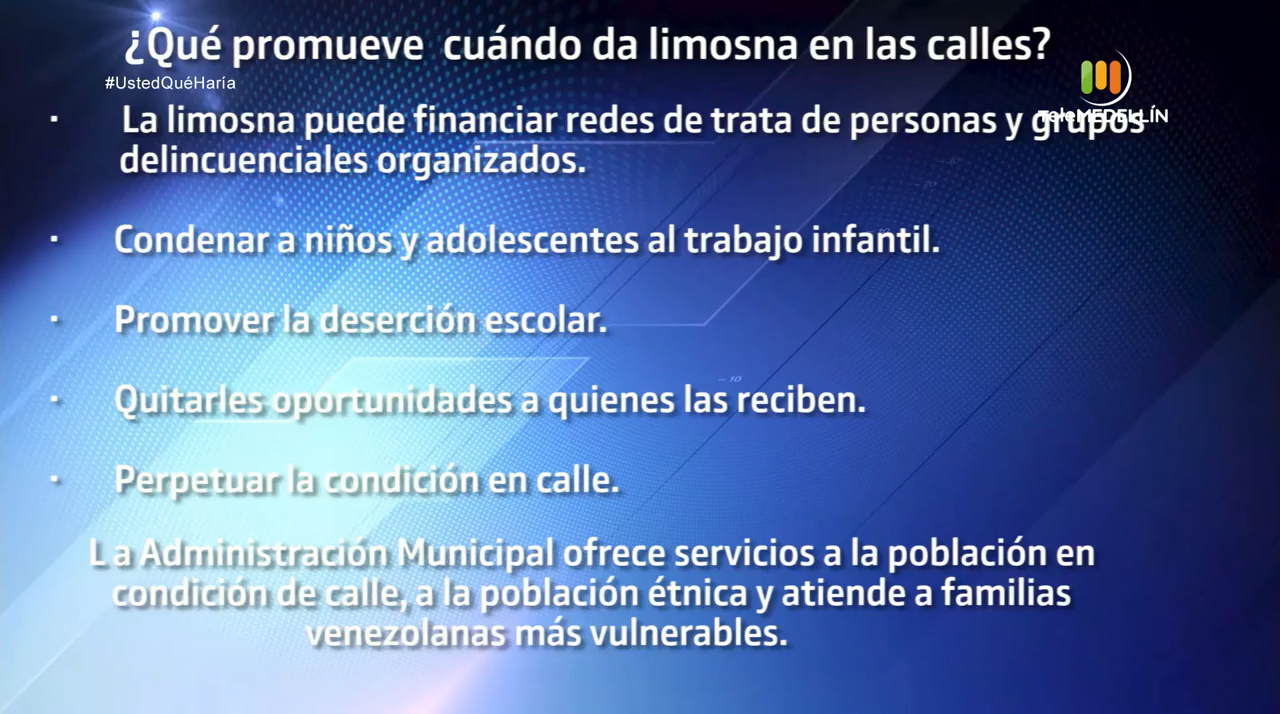 ¿Qué promueve cuándo da limosna en las calles?
#UstedQuéHaría
· La limosna puede financiar redes de trata de personas y grupos
TeleMEDELLÍN
delincuenciales organizados.
· Condenar a niños y adolescentes al trabajo infantil.
· Promover la deserción escolar.
· Quitarles oportunidades a quienes las reciben.
· Perpetuar la condición en calle.
L a Administración Municipal ofrece servicios a la población en
condición de calle, a la población étnica y atiende a familias
venezolanas más vulnerables.